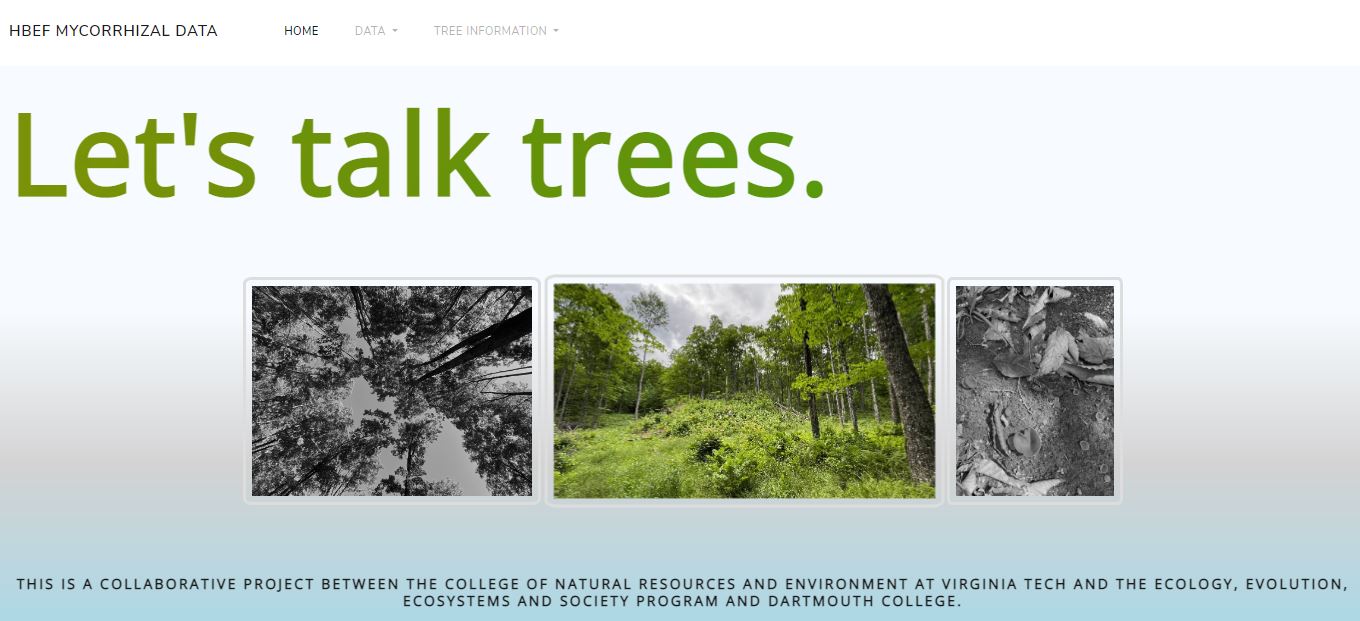 HBEF MYCORRHIZAL DATA HOME DATA TREE INFORMATION
Let's talk trees.
THIS IS A COLLABORATIVE PROJECT BETWEEN THE COLLEGE OF NATURAL RESOURCES AND ENVIRONMENT AT VIRGINIA TECH AND THE ECOLOGY, EVOLUTION,
ECOSYSTEMS AND SOCIETY PROGRAM AND DARTMOUTH COLLEGE.